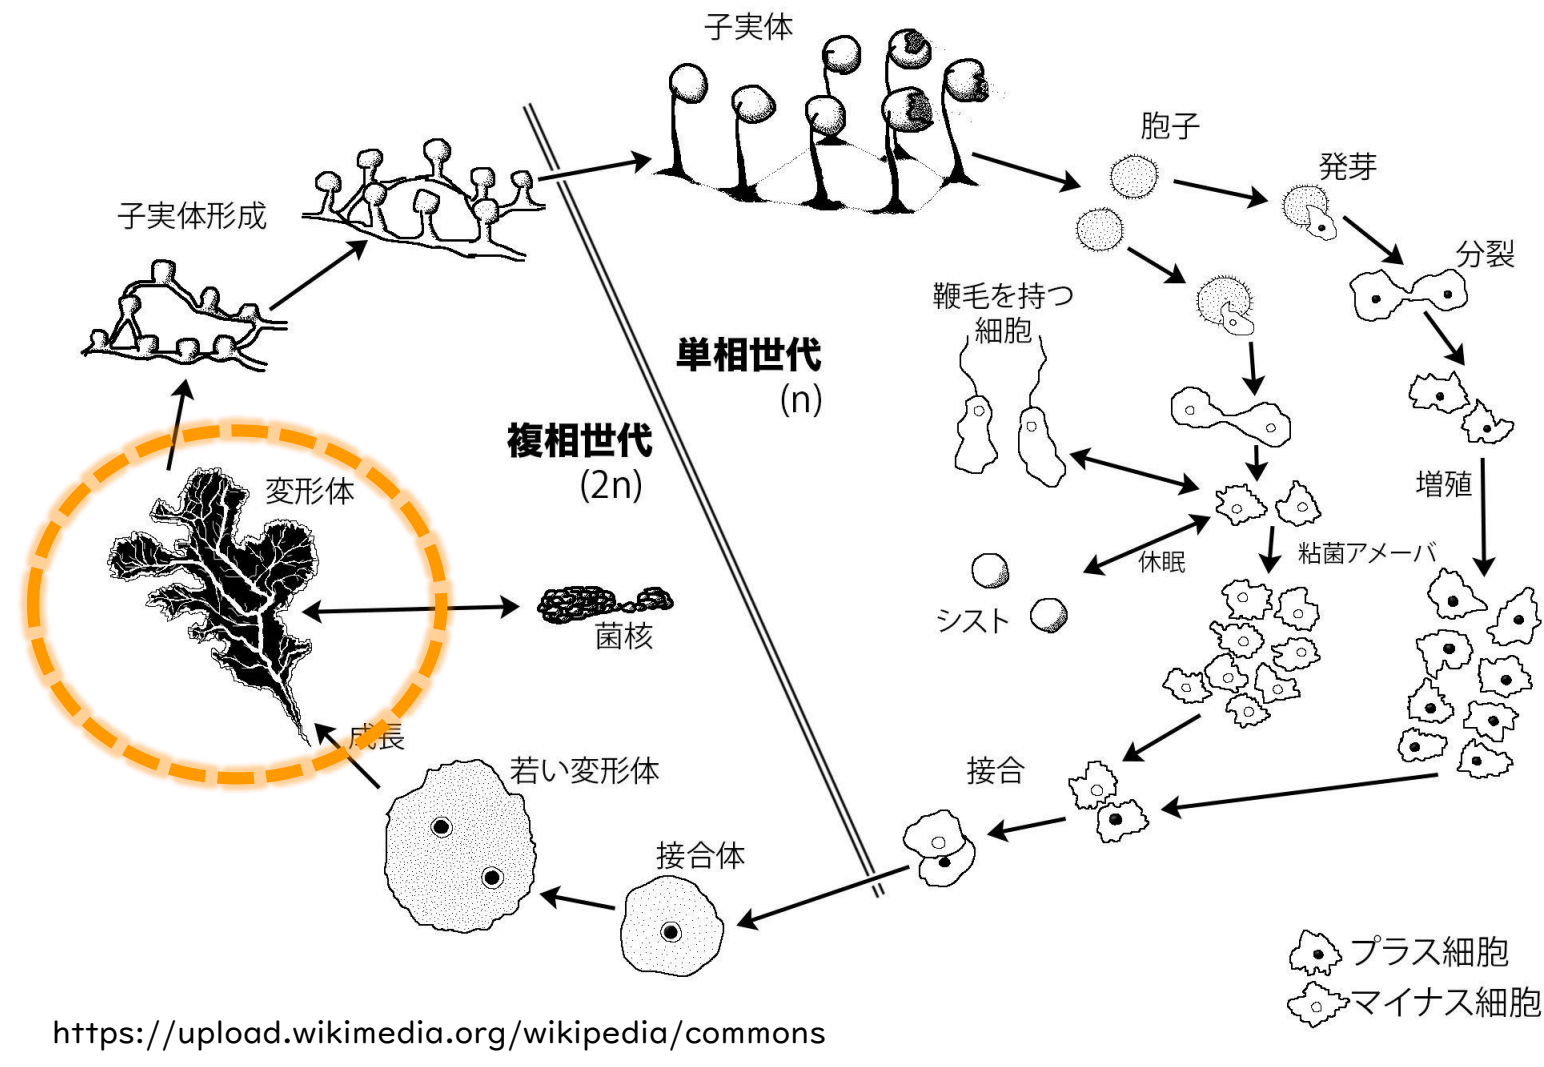 子実体
胞子
発芽
分裂
子実体形成
鞭毛を持つ
細胞
単相世代
(n)
複相世代
(2n)
変形体
増殖
休眠
粘菌アメーバ
シスト
菌核
成長
若い変形体
接合
接合体
プラス細胞
マイナス細胞
https://upload.wikimedia.org/wikipedia/commons